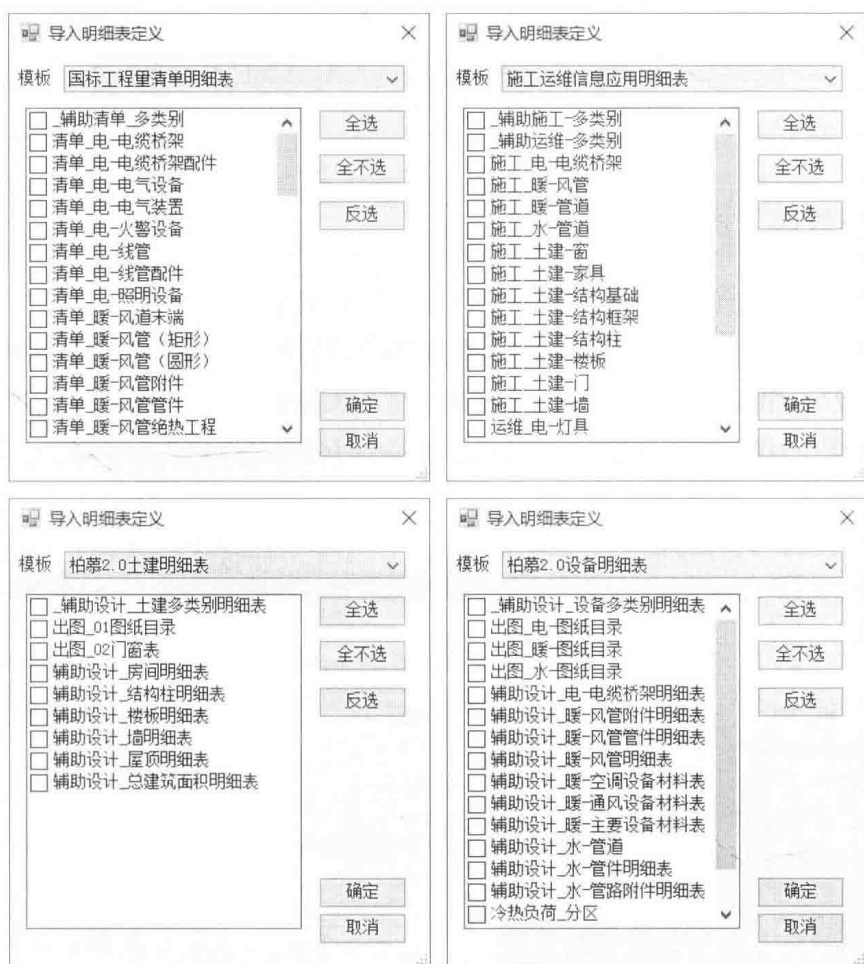 导入明细表定义
模板 国标工程量清单明细表
_辅助清单_多类别
清单_电-电缆桥架
清单_电-电缆桥架配件
清单_电-电气设备
清单_电-电气装置
清单_电-火警设备
清单_电-线管
清单_电-线管配件
清单_电-照明设备
清单_暖-风道末端
清单_暖-风管（矩形）
清单_暖-风管（圆形）
清单_暖-风管附件
清单_暖-风管管件
清单_暖-风管绝热工程
全选
全不选
反选
确定
取消
导入明细表定义
模板 施工运维信息应用明细表
_辅助施工-多类别
_辅助运维-多类别
施工_电-电缆桥架
施工_暖-风管
施工_暖-管道
施工_水-管道
施工_土建-窗
施工_土建-家具
施工_土建-结构基础
施工_土建-结构框架
施工_土建-结构柱
施工_土建-楼板
施工_土建-门
施工_土建-墙
运维_电-灯具
全选
全不选
反选
确定
取消
导入明细表定义
模板 柏慕2.0土建明细表
_辅助设计_土建多类别明细表
出图_01图纸目录
出图_02门窗表
辅助设计_房间明细表
辅助设计_结构柱明细表
辅助设计_楼板明细表
辅助设计_墙明细表
辅助设计_屋顶明细表
辅助设计_总建筑面积明细表
全选
全不选
反选
确定
取消
导入明细表定义
模板 柏慕2.0设备明细表
_辅助设计_设备多类别明细表
出图_电-图纸目录
出图_暖-图纸目录
出图_水-图纸目录
辅助设计_电-电缆桥架明细表
辅助设计_暖-风管附件明细表
辅助设计_暖-风管管件明细表
辅助设计_暖-风管明细表
辅助设计_暖-空调设备材料表
辅助设计_暖-通风设备材料表
辅助设计_暖-主要设备材料表
辅助设计_水-管道
辅助设计_水-管件明细表
辅助设计_水-管路附件明细表
冷热负荷_分区
全选
全不选
反选
确定
取消